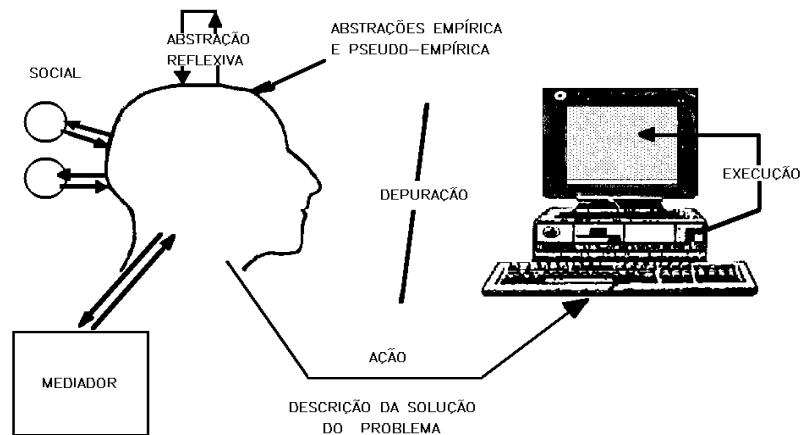 ABSTRAÇÃO
REFLEXIVA
ABSTRAÇÕES EMPÍRICA
E PSEUDO-EMPÍRICA
SOCIAL
EXECUÇÃO
DEPURAÇÃO
MEDIADOR
AÇÃO
DESCRIÇÃO DA SOLUÇÃO
DO PROBLEMA